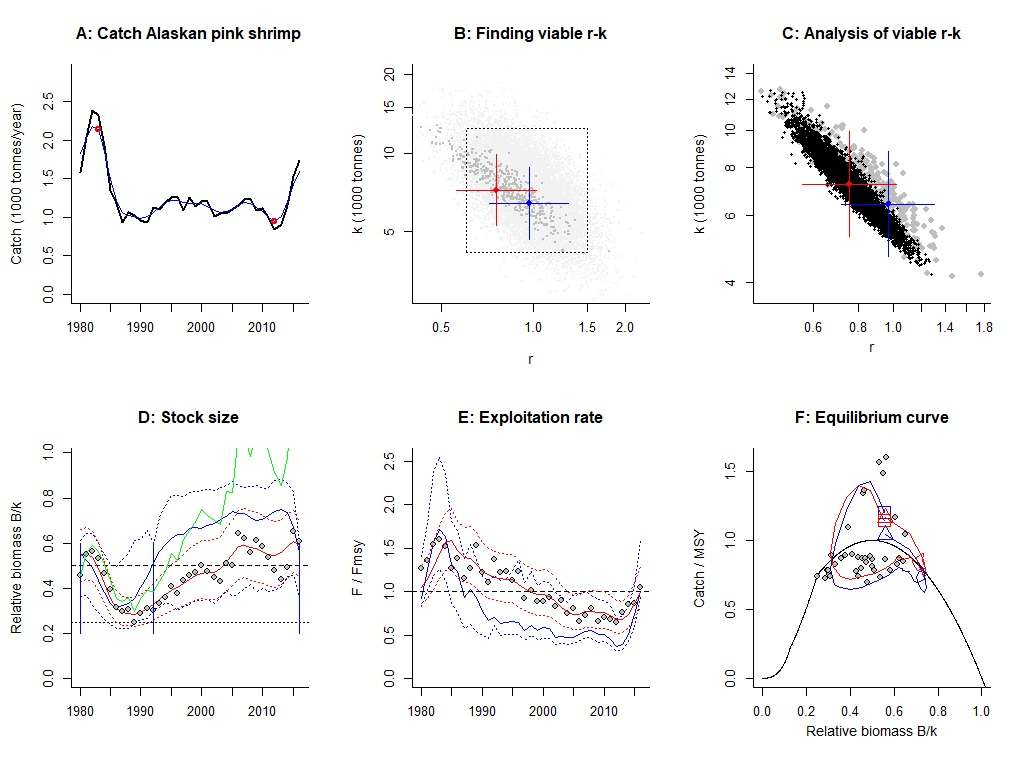 A: Catch Alaskan pink shrimp
Catch (1000 tonnes/year)
0.0 0.5 1.0 1.5 2.0 2.5
1980 1990 2000 2010
B: Finding viable r-k
k (1000 tonnes)
5 10 15 20
0.5 1.0 1.5 2.0
r
C: Analysis of viable r-k
k (1000 tonnes)
4 6 8 10 12 14
0.6 0.8 1.0 1.4 1.8
r
D: Stock size
Relative biomass B/k
0.0 0.2 0.4 0.6 0.8 1.0
1980 1990 2000 2010
E: Exploitation rate
F / Fmsy
0.0 0.5 1.0 1.5 2.0 2.5
1980 1990 2000 2010
F: Equilibrium curve
Catch / MSY
0.0 0.5 1.0 1.5
0.0 0.2 0.4 0.6 0.8 1.0
Relative biomass B/k